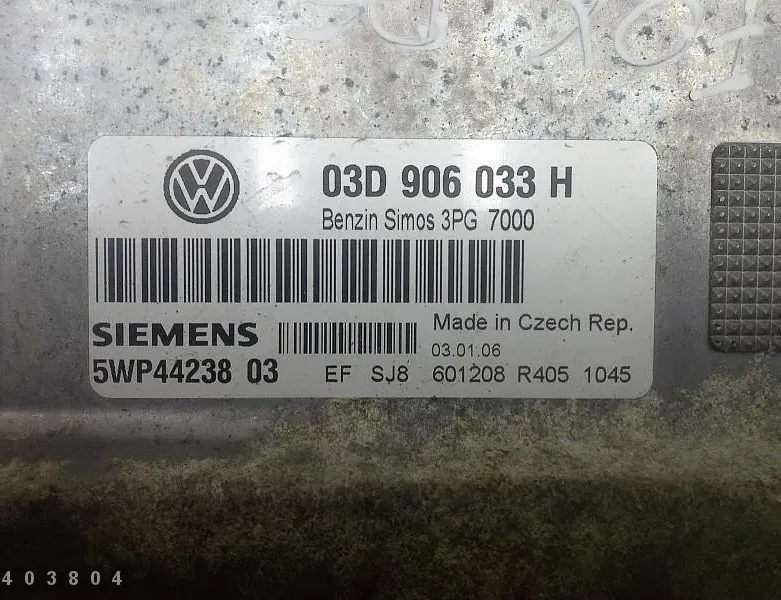 03D 906 033 H
Benzin Simos 3PG 7000
SIEMENS
Made in Czech Rep.
03.01.06
5WP44238 03
EF SJ8 601208 R405 1045
403804